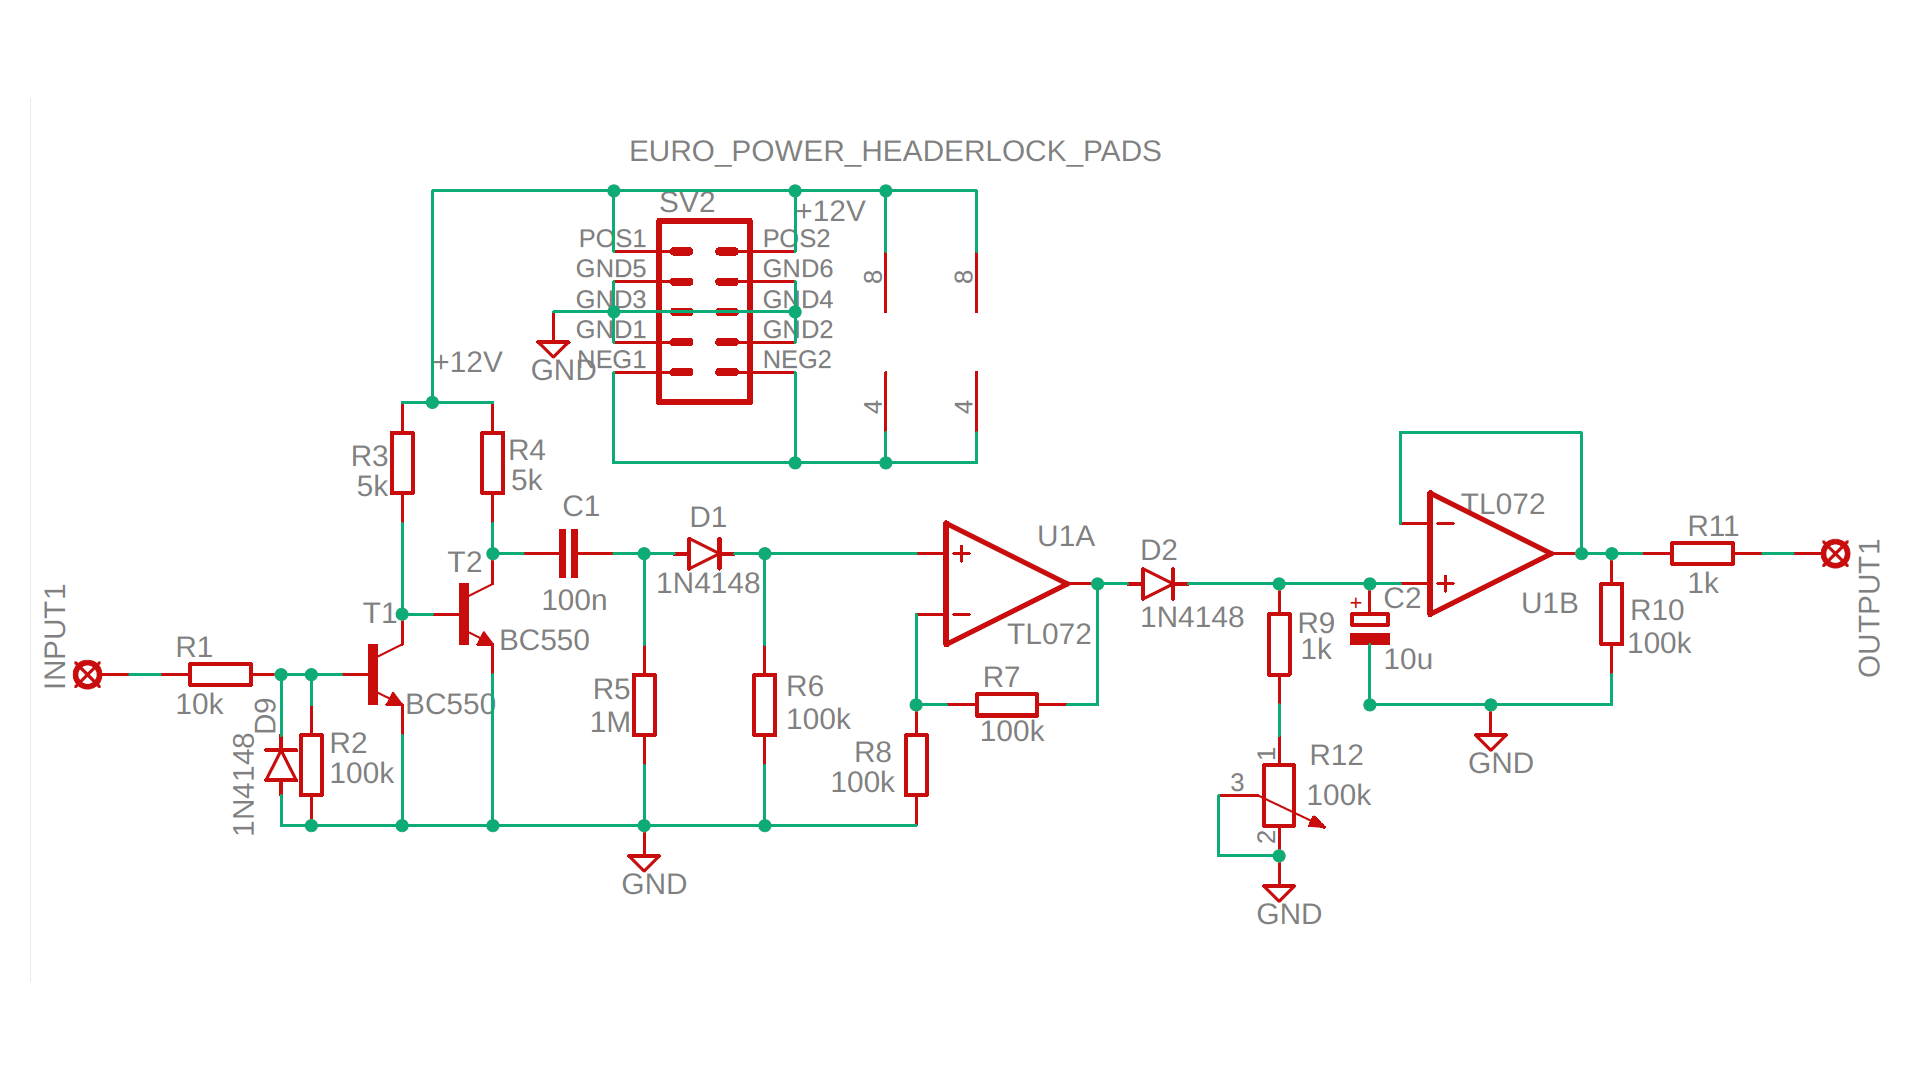 EURO_POWER_HEADERLOCK_PADS
SV2
+12V
POS1
POS2
GND5
GND6
GND3
GND4
GND1
GND2
NEG1
NEG2
8
8
4
4
GND
+12V
R3
5k
R4
5k
C1
100n
D1
1N4148
T2
BC550
T1
BC550
INPUT1
R1
10k
D9
1N4148
R2
100k
R5
1M
R6
100k
GND
+
−
U1A
TL072
R7
100k
R8
100k
D2
1N4148
R9
1k
+
C2
10u
1
3
2
R12
100k
GND
TL072
−
+
U1B
GND
R10
100k
R11
1k
OUTPUT1